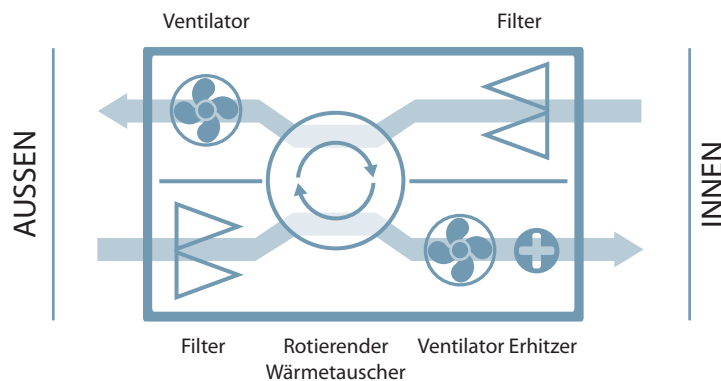 Ventilator
Filter
AUSSEN
INNEN
Filter
Rotierender
Wärmetauscher
Ventilator
Erhitzer